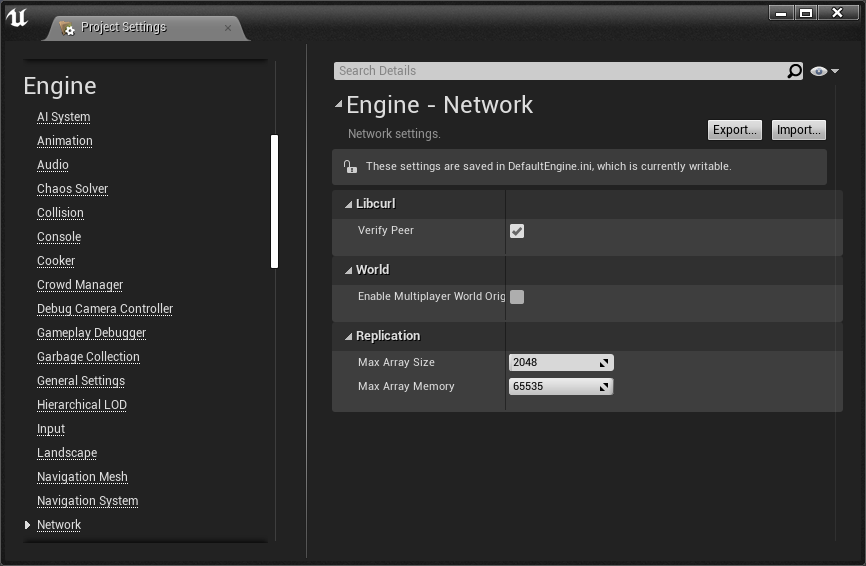 Project Settings
Engine
AI System
Animation
Audio
Chaos Solver
Collision
Console
Cooker
Crowd Manager
Debug Camera Controller
Gameplay Debugger
Garbage Collection
General Settings
Hierarchical LOD
Input
Landscape
Navigation Mesh
Navigation System
Network
Search Details
Engine - Network
Network settings.
Export...
Import...
These settings are saved in DefaultEngine.ini, which is currently writable.
Libcurl
Verify Peer
World
Enable Multiplayer World Orig
Replication
Max Array Size 2048
Max Array Memory 65535